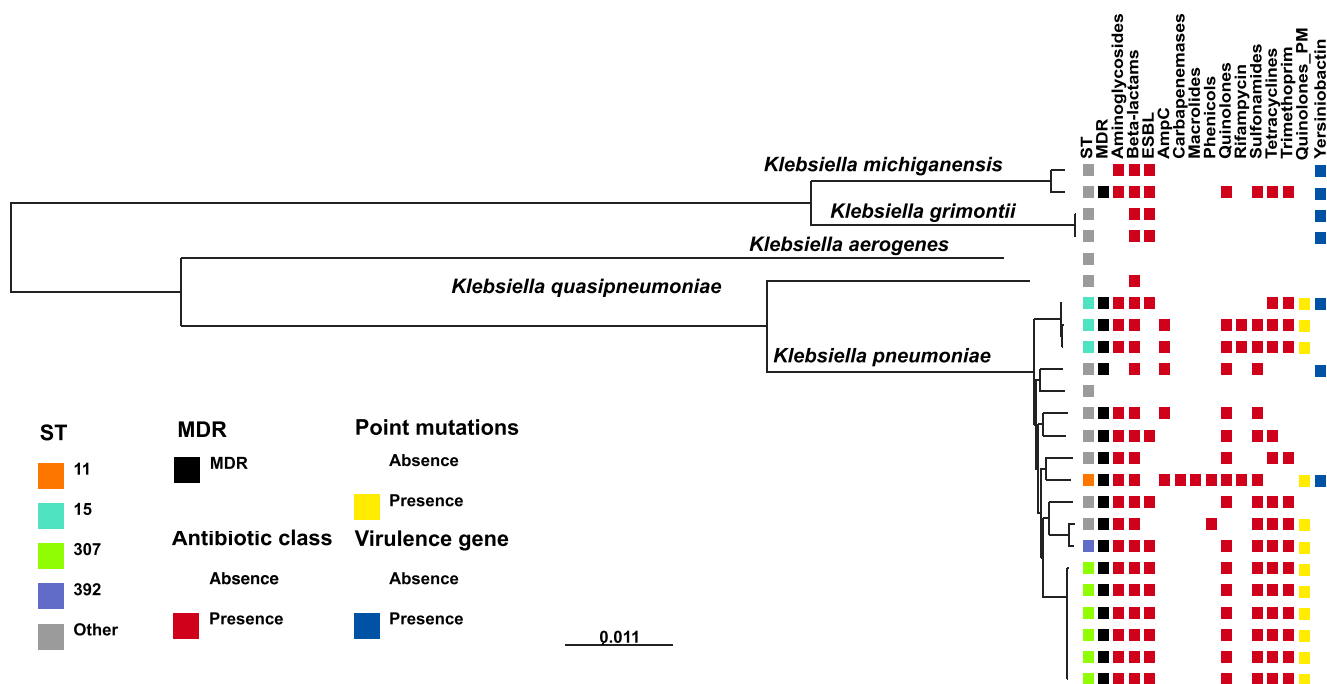 ST
MDR
Aminoglycosides
Beta-lactams
ESBL
AmpC
Carbapenemases
Macrolides
Phenicols
Quinolones
Rifampycin
Sulfonamides
Tetracyclines
Trimethoprim
Quinolones_PM
Yersiniobactin
Klebsiella michiganensis
Klebsiella grimontii
Klebsiella aerogenes
Klebsiella quasipneumoniae
Klebsiella pneumoniae
ST
11
15
307
392
Other
MDR
MDR
Antibiotic class
Absence
Presence
Point mutations
Absence
Presence
Virulence gene
Absence
Presence
0.011